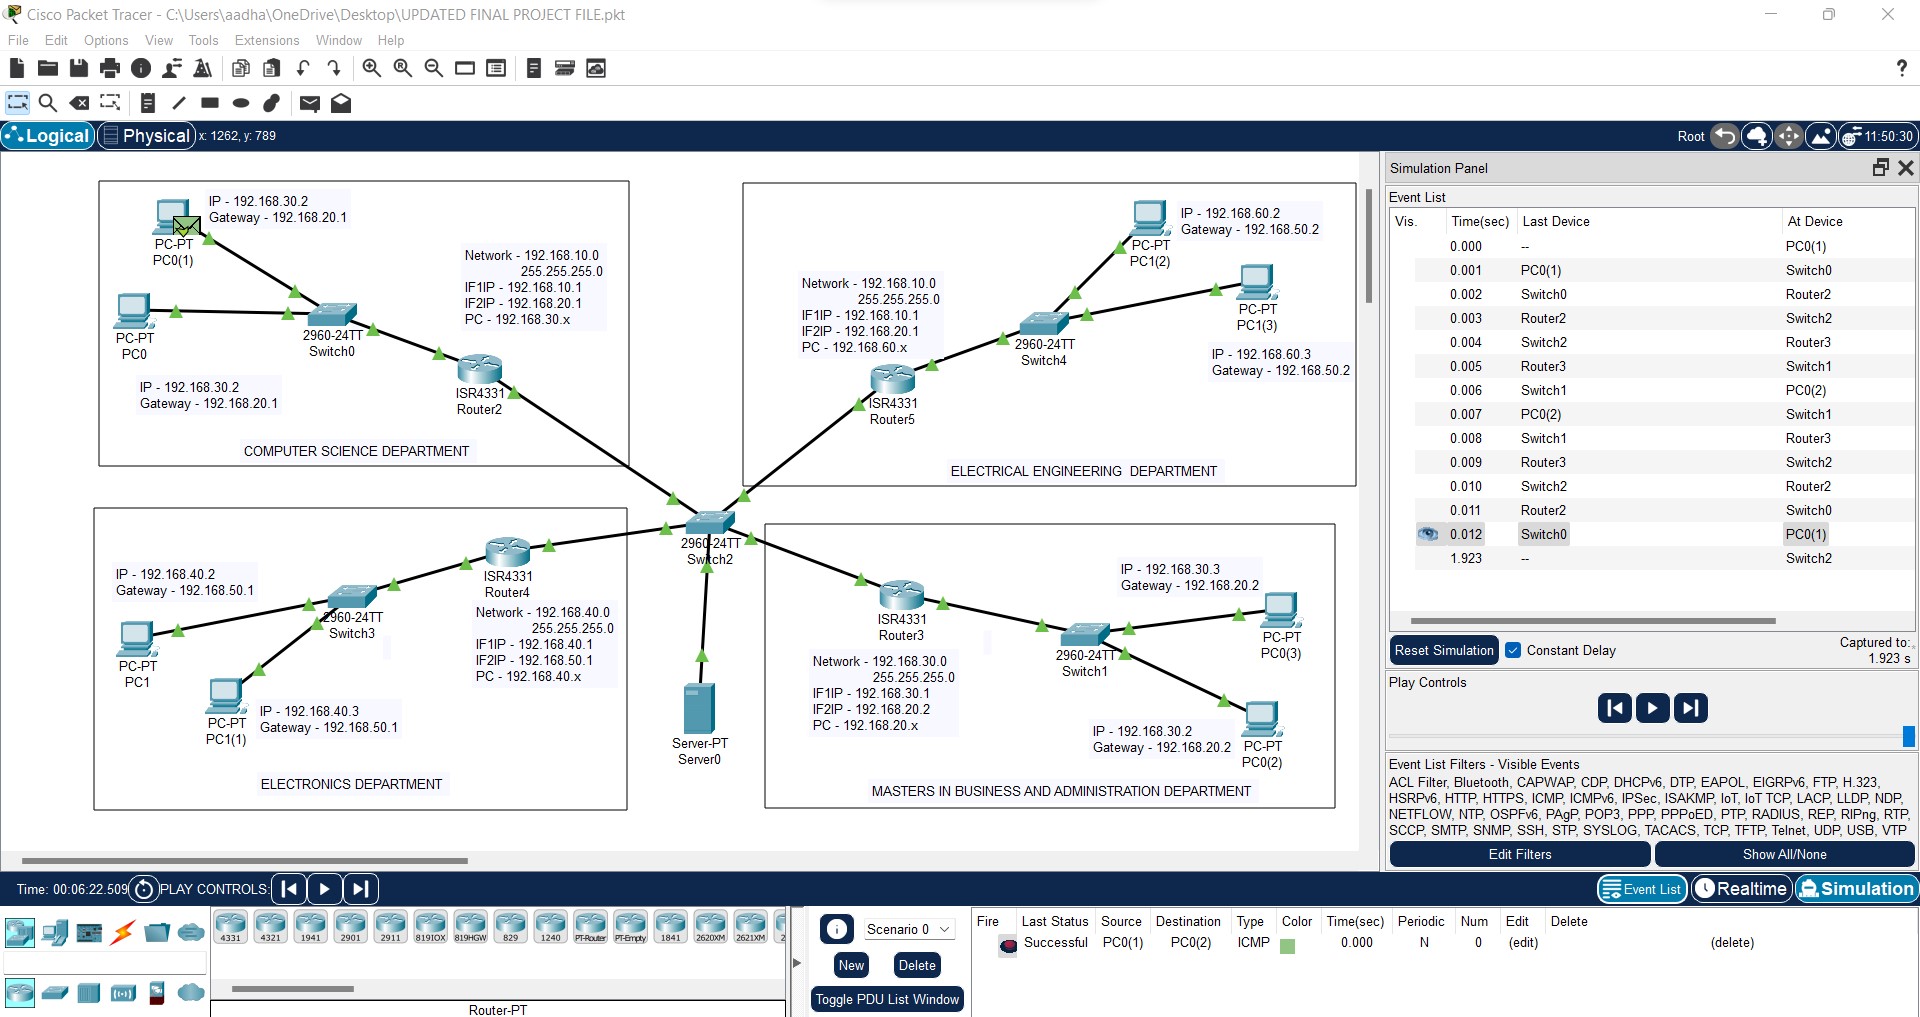 Cisco Packet Tracer - C:\Users\aadha\OneDrive\Desktop\UPDATED FINAL PROJECT FILE.pkt
File Edit Options View Tools Extensions Window Help
?
Logical Physical x: 1262, y: 789 Root 11:50:30
IP - 192.168.30.2
Gateway - 192.168.20.1
PC-PT
PC0(1)
Network - 192.168.10.0
255.255.255.0
IF1IP - 192.168.10.1
IF2IP - 192.168.20.1
PC - 192.168.30.x
PC-PT
PC0
2960-24TT
Switch0
IP - 192.168.30.2
Gateway - 192.168.20.1
ISR4331
Router2
COMPUTER SCIENCE DEPARTMENT
IP - 192.168.60.2
Gateway - 192.168.50.2
PC-PT
PC1(2)
Network - 192.168.10.0
255.255.255.0
IF1IP - 192.168.10.1
IF2IP - 192.168.20.1
PC - 192.168.60.x
PC-PT
PC1(3)
2960-24TT
Switch4
IP - 192.168.60.3
Gateway - 192.168.50.2
ISR4331
Router5
ELECTRICAL ENGINEERING DEPARTMENT
2960-24TT
Switch2
IP - 192.168.40.2
Gateway - 192.168.50.1
ISR4331
Router4
Network - 192.168.40.0
255.255.255.0
IF1IP - 192.168.40.1
IF2IP - 192.168.50.1
PC - 192.168.40.x
2960-24TT
Switch3
PC-PT
PC1
IP - 192.168.40.3
Gateway - 192.168.50.1
PC-PT
PC1(1)
ELECTRONICS DEPARTMENT
Server-PT
Server0
IP - 192.168.30.3
Gateway - 192.168.20.2
ISR4331
Router3
PC-PT
PC0(3)
2960-24TT
Switch1
Network - 192.168.30.0
255.255.255.0
IF1IP - 192.168.30.1
IF2IP - 192.168.20.2
PC - 192.168.20.x
IP - 192.168.30.2
Gateway - 192.168.20.2
PC-PT
PC0(2)
MASTERS IN BUSINESS AND ADMINISTRATION DEPARTMENT
Simulation Panel
Event List
Vis. Time(sec) Last Device At Device
0.000 -- PC0(1)
0.001 PC0(1) Switch0
0.002 Switch0 Router2
0.003 Router2 Switch2
0.004 Switch2 Router3
0.005 Router3 Switch1
0.006 Switch1 PC0(2)
0.007 PC0(2) Switch1
0.008 Switch1 Router3
0.009 Router3 Switch2
0.010 Switch2 Router2
0.011 Router2 Switch0
0.012 Switch0 PC0(1)
1.923 -- Switch2
Reset Simulation Constant Delay Captured to:
1.923 s
Play Controls
Event List Filters - Visible Events
ACL Filter, Bluetooth, CAPWAP, CDP, DHCPv6, DTP, EAPOL, EIGRPv6, FTP, H.323,
HSRPv6, HTTP, HTTPS, ICMP, ICMPv6, IPSec, ISAKMP, IoT, IoT TCP, LACP, LLDP, NDP,
NETFLOW, NTP, OSPFv6, PAgP, POP3, PPP, PPPoED, PTP, RADIUS, REP, RIPng, RTP,
SCCP, SMTP, SNMP, SSH, STP, SYSLOG, TACACS, TCP, TFTP, Telnet, UDP, USB, VTP
Edit Filters Show All/None
Time: 00:06:22.509 PLAY CONTROLS: Event List Realtime Simulation
4331 4321 1941 2901 2911 819IOX 819HGW 829 1240 PT-Router PT-Empty 1841 2620XM 2621XM 2
Router-PT
Scenario 0
New Delete
Toggle PDU List Window
Fire Last Status Source Destination Type Color Time(sec) Periodic Num Edit Delete
Successful PC0(1) PC0(2) ICMP 0.000 N 0 (edit) (delete)